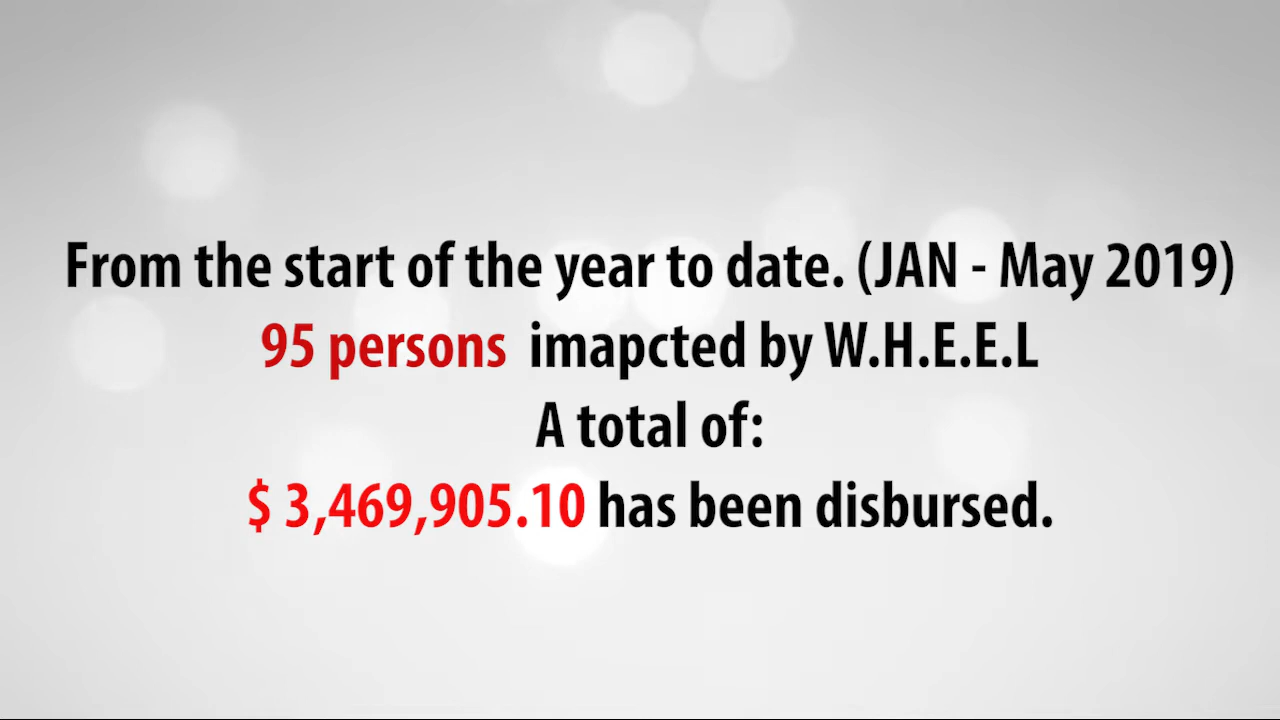 From the start of the year to date. (JAN - May 2019)
95 persons imapcted by W.H.E.E.L
A total of:
$ 3,469,905.10 has been disbursed.